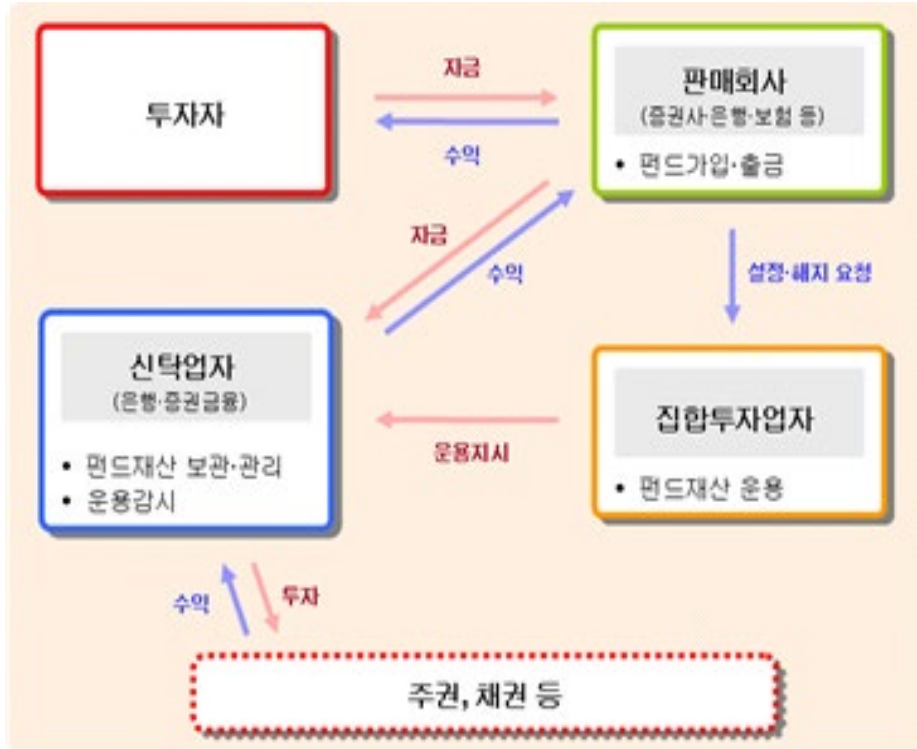 투자자
자금
수익
판매회사
(증권사·은행·보험 등)
• 펀드가입·출금
자금
수익
설정·해지 요청
신탁업자
(은행·증권금융)
• 펀드재산 보관·관리
• 운용감시
운용지시
집합투자업자
• 펀드재산 운용
수익
투자
주권, 채권 등